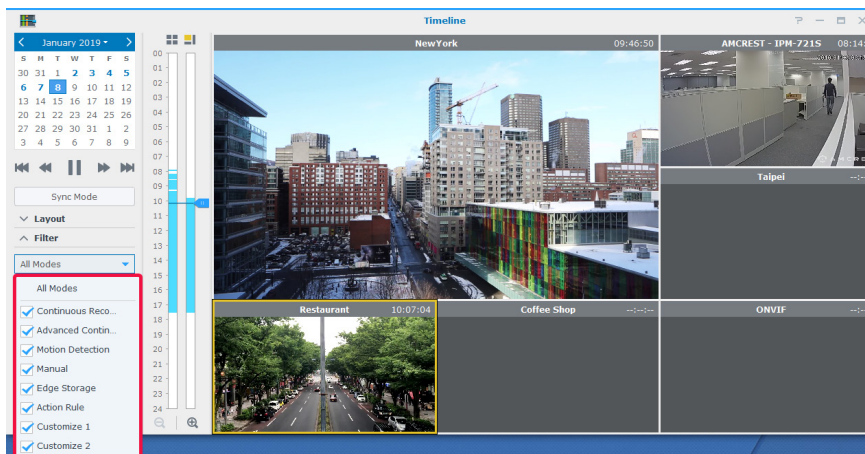 Timeline
January 2019
S M T W T F S
30 31 1 2 3 4 5
6 7 8 9 10 11 12
13 14 15 16 17 18 19
20 21 22 23 24 25 26
27 28 29 30 31 1 2
3 4 5 6 7 8 9
Sync Mode
Layout
Filter
All Modes
All Modes
Continuous Reco...
Advanced Contin...
Motion Detection
Manual
Edge Storage
Action Rule
Customize 1
Customize 2
00
01
02
03
04
05
06
07
08
09
10
11
12
13
14
15
16
17
18
19
20
21
22
23
24
NewYork 09:46:50
AMCREST - IPM-721S 08:14:
AMCREST
Taipei --:--
Restaurant 10:07:04
Coffee Shop --:--:--
ONVIF --:--